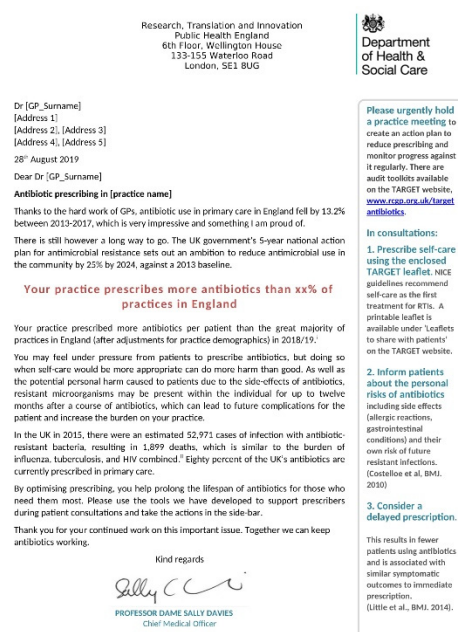 Research, Translation and Innovation
Public Health England
6th Floor, Wellington House
133-155 Waterloo Road
London, SE1 8UG
Department
of Health &
Social Care
Dr [GP_Surname]
[Address 1]
[Address 2], [Address 3]
[Address 4], [Address 5]
28th August 2019
Dear Dr [GP_Surname]
Antibiotic prescribing in [practice name]
Thanks to the hard work of GPs, antibiotic use in primary care in England fell by 13.2%
between 2013-2017, which is very impressive and something I am proud of.
There is still however a long way to go. The UK government's 5-year national action
plan for antimicrobial resistance sets out an ambition to reduce antimicrobial use in
the community by 25% by 2024, against a 2013 baseline.
Your practice prescribes more antibiotics than xx% of
practices in England
Your practice prescribed more antibiotics per patient than the great majority of
practices in England (after adjustments for practice demographics) in 2018/19.i
You may feel under pressure from patients to prescribe antibiotics, but doing so
when self-care would be more appropriate can do more harm than good. As well as
the potential personal harm caused to patients due to the side-effects of antibiotics,
resistant microorganisms may be present within the individual for up to twelve
months after a course of antibiotics, which can lead to future complications for the
patient and increase the burden on your practice.
In the UK in 2015, there were an estimated 52,971 cases of infection with antibiotic-
resistant bacteria, resulting in 1,899 deaths, which is similar to the burden of
influenza, tuberculosis, and HIV combined.ii Eighty percent of the UK's antibiotics are
currently prescribed in primary care.
By optimising prescribing, you help prolong the lifespan of antibiotics for those who
need them most. Please use the tools we have developed to support prescribers
during patient consultations and take the actions in the side-bar.
Thank you for your continued work on this important issue. Together we can keep
antibiotics working.
Kind regards
Sally C
PROFESSOR DAME SALLY DAVIES
Chief Medical Officer
Please urgently hold
a practice meeting to
create an action plan to
reduce prescribing and
monitor progress against
it regularly. There are
audit toolkits available
on the TARGET website,
www.rcgp.org.uk/target
antibiotics.
In consultations:
1. Prescribe self-care
using the enclosed
TARGET leaflet. NICE
guidelines recommend
self-care as the first
treatment for RTIs. A
printable leaflet is
available under 'Leaflets
to share with patients'
on the TARGET website.
2. Inform patients
about the personal
risks of antibiotics
including side effects
(allergic reactions,
gastrointestinal
conditions) and their
own risk of future
resistant infections.
(Costelloe et al, BMJ.
2010)
3. Consider a
delayed prescription.
This results in fewer
patients using antibiotics
and is associated with
similar symptomatic
outcomes to immediate
prescription.
(Little et al., BMJ. 2014).